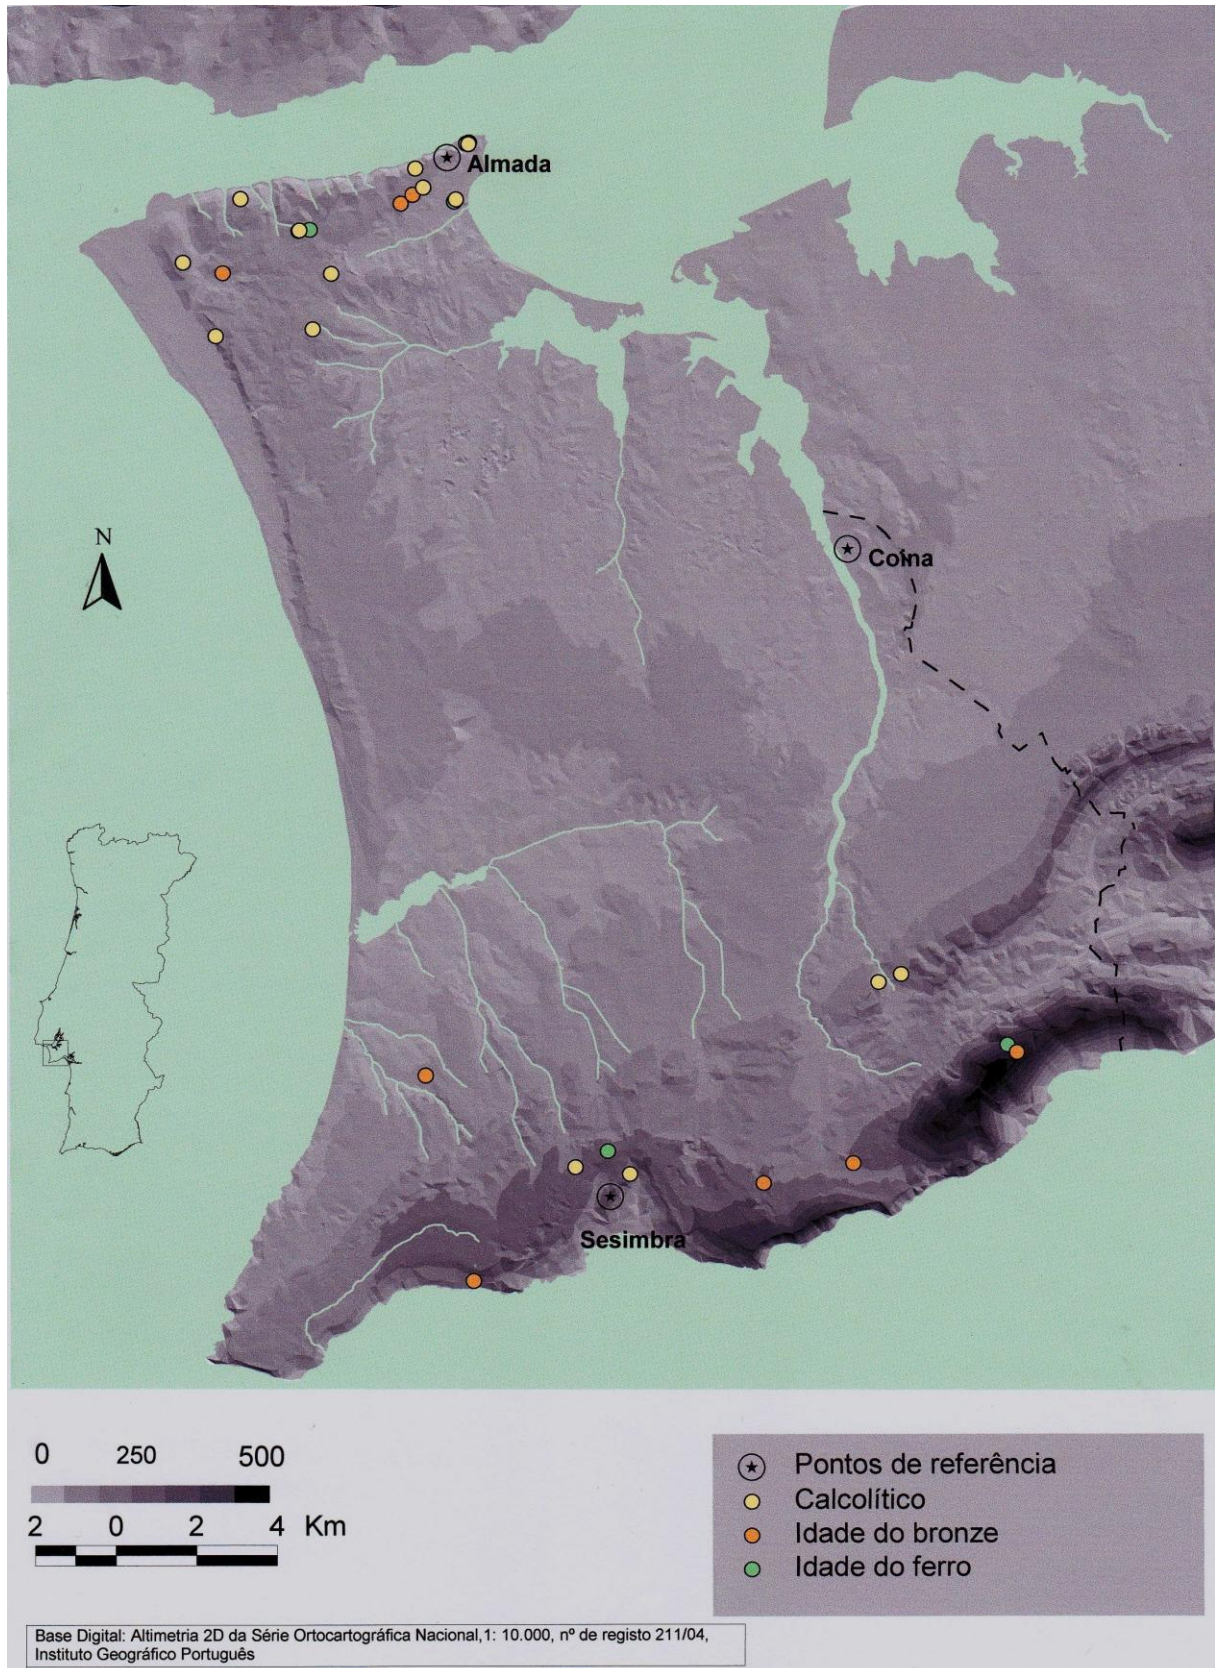 Almada
N
Coina
Sesimbra
0 250 500
2 0 2 4 Km
Pontos de referência
Calcolítico
Idade do bronze
Idade do ferro
Base Digital: Altimetria 2D da Série Ortocartográfica Nacional,1: 10.000, nº de registo 211/04,
Instituto Geográfico Português